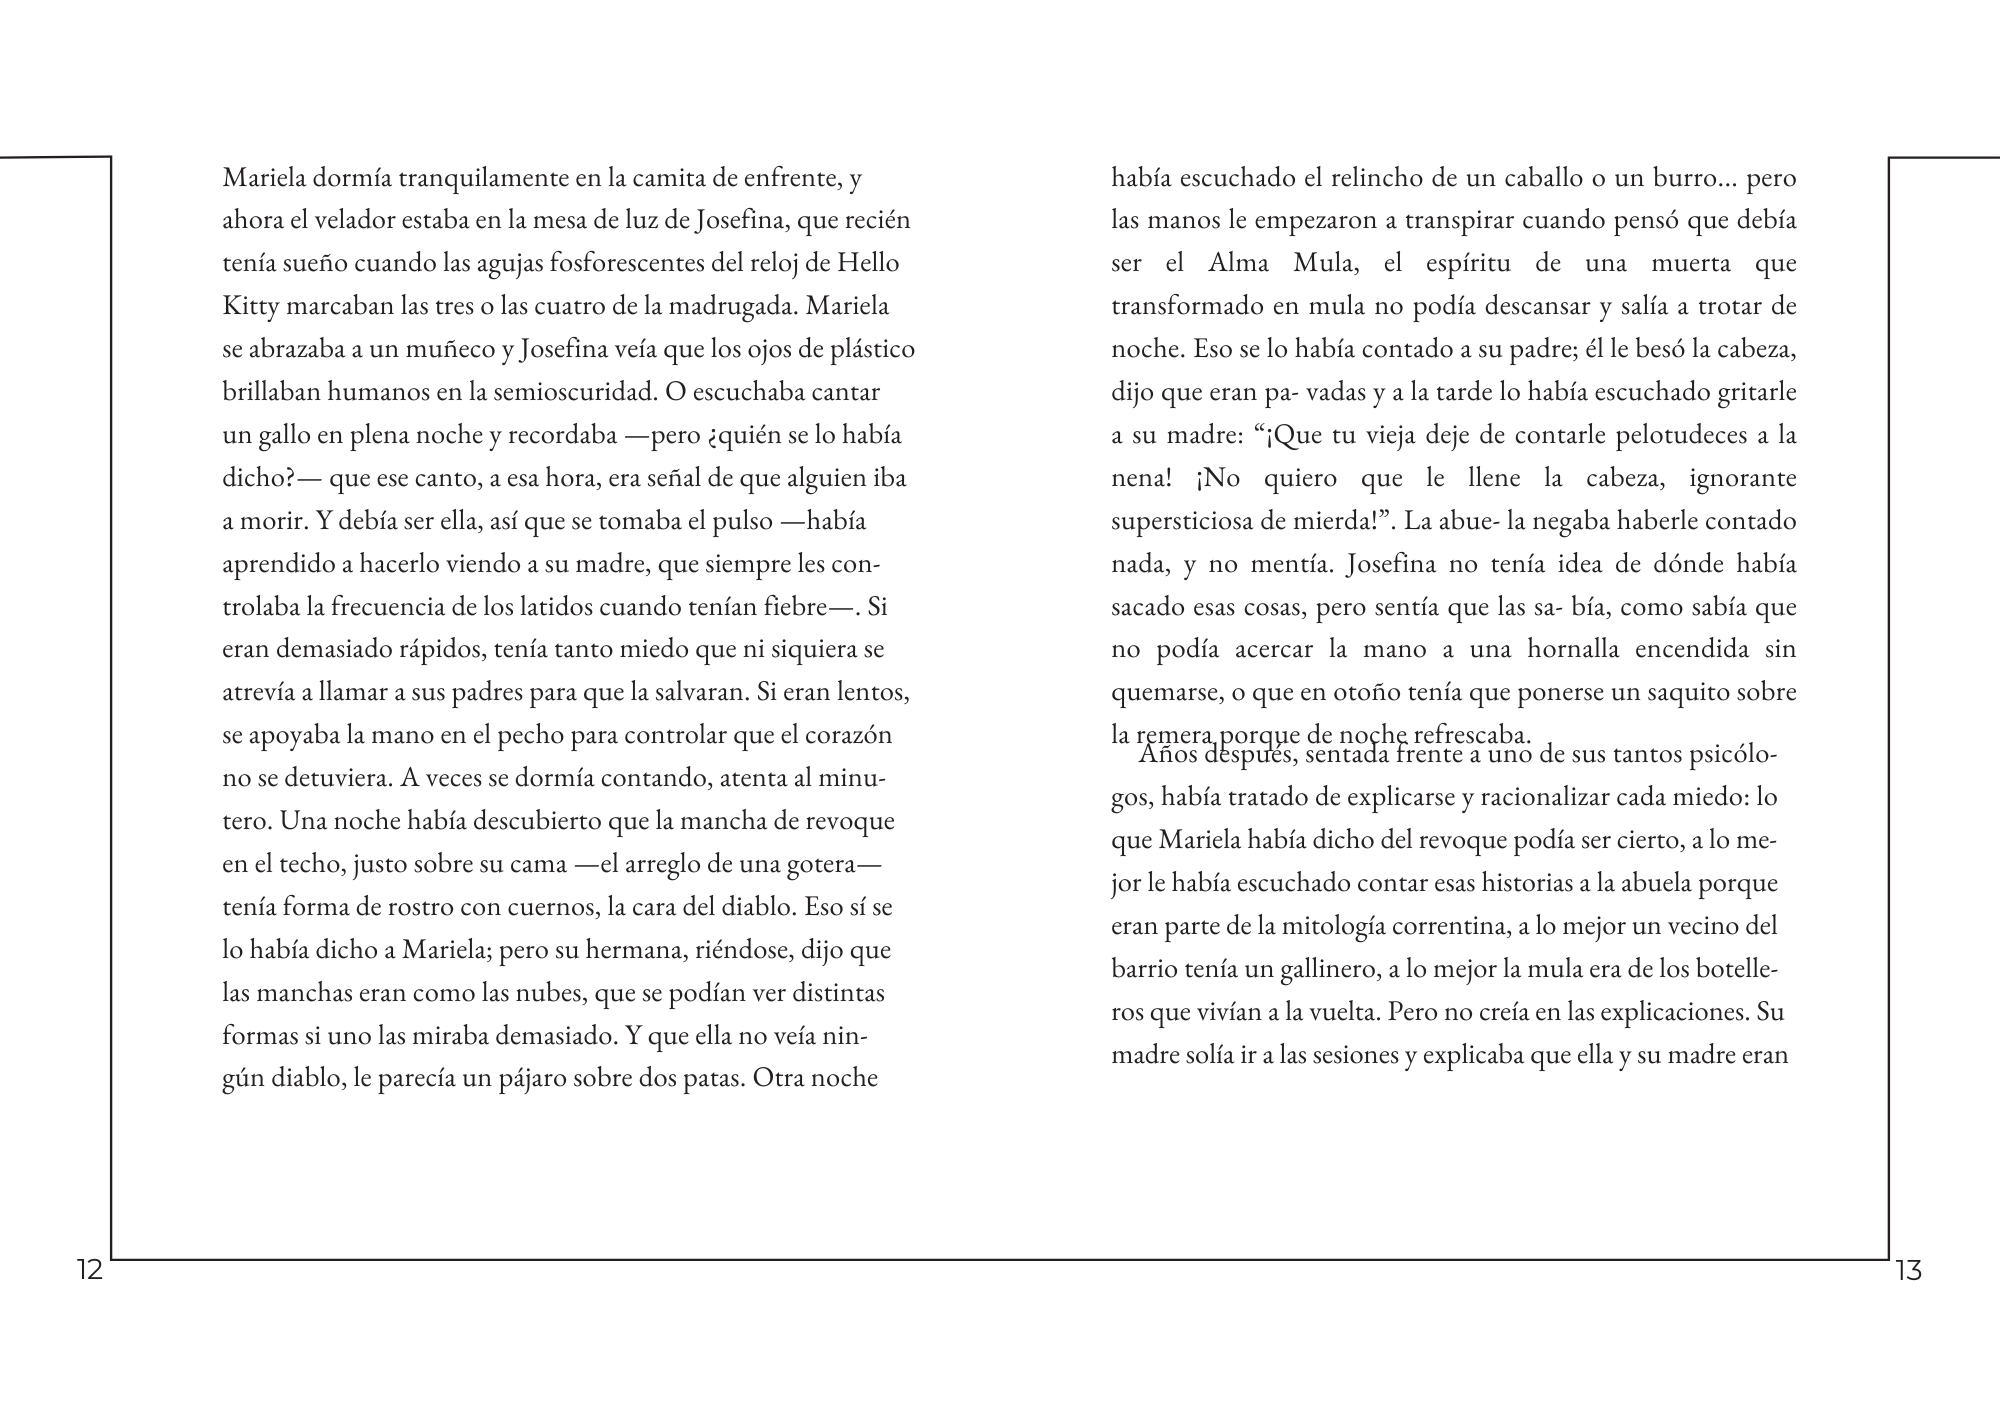 Mariela dormía tranquilamente en la camita de enfrente, y
ahora el velador estaba en la mesa de luz de Josefina, que recién
tenía sueño cuando las agujas fosforescentes del reloj de Hello
Kitty marcaban las tres o las cuatro de la madrugada. Mariela
se abrazaba a un muñeco y Josefina veía que los ojos de plástico
brillaban humanos en la semioscuridad. O escuchaba cantar
un gallo en plena noche y recordaba —pero ¿quién se lo había
dicho?— que ese canto, a esa hora, era señal de que alguien iba
a morir. Y debía ser ella, así que se tomaba el pulso —había
aprendido a hacerlo viendo a su madre, que siempre les con-
trolaba la frecuencia de los latidos cuando tenían fiebre—. Si
eran demasiado rápidos, tenía tanto miedo que ni siquiera se
atrevía a llamar a sus padres para que la salvaran. Si eran lentos,
se apoyaba la mano en el pecho para controlar que el corazón
no se detuviera. A veces se dormía contando, atenta al minu-
tero. Una noche había descubierto que la mancha de revoque
en el techo, justo sobre su cama —el arreglo de una gotera—
tenía forma de rostro con cuernos, la cara del diablo. Eso sí se
lo había dicho a Mariela; pero su hermana, riéndose, dijo que
las manchas eran como las nubes, que se podían ver distintas
formas si uno las miraba demasiado. Y que ella no veía nin-
gún diablo, le parecía un pájaro sobre dos patas. Otra noche
12
había escuchado el relincho de un caballo o un burro... pero
las manos le empezaron a transpirar cuando pensó que debía
ser el Alma Mula, el espíritu de una muerta que
transformado en mula no podía descansar y salía a trotar de
noche. Eso se lo había contado a su padre; él le besó la cabeza,
dijo que eran pa- vadas y a la tarde lo había escuchado gritarle
a su madre: “¡Que tu vieja deje de contarle pelotudeces a la
nena! ¡No quiero que le llene la cabeza, ignorante
supersticiosa de mierda!”. La abue- la negaba haberle contado
nada, y no mentía. Josefina no tenía idea de dónde había
sacado esas cosas, pero sentía que las sa- bía, como sabía que
no podía acercar la mano a una hornalla encendida sin
quemarse, o que en otoño tenía que ponerse un saquito sobre
la remera porque de noche refrescaba.
Años después, sentada frente a uno de sus tantos psicólo-
gos, había tratado de explicarse y racionalizar cada miedo: lo
que Mariela había dicho del revoque podía ser cierto, a lo me-
jor le había escuchado contar esas historias a la abuela porque
eran parte de la mitología correntina, a lo mejor un vecino del
barrio tenía un gallinero, a lo mejor la mula era de los botelle-
ros que vivían a la vuelta. Pero no creía en las explicaciones. Su
madre solía ir a las sesiones y explicaba que ella y su madre eran
13